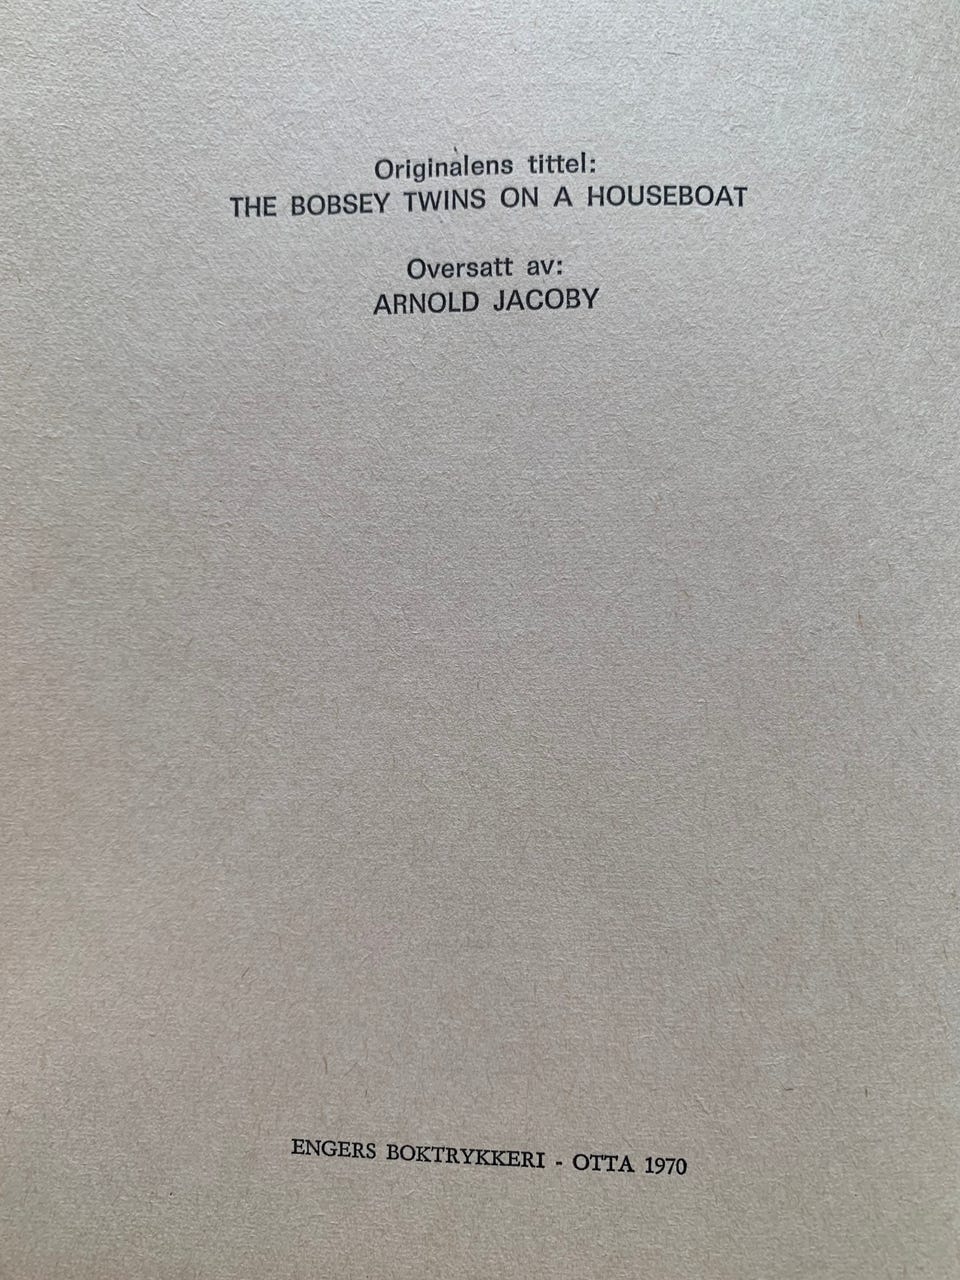 Originalens tittel:
THE BOBSEY TWINS ON A HOUSEBOAT
Oversatt av:
ARNOLD JACOBY
ENGERS BOKTRYKKERI - OTTA 1970